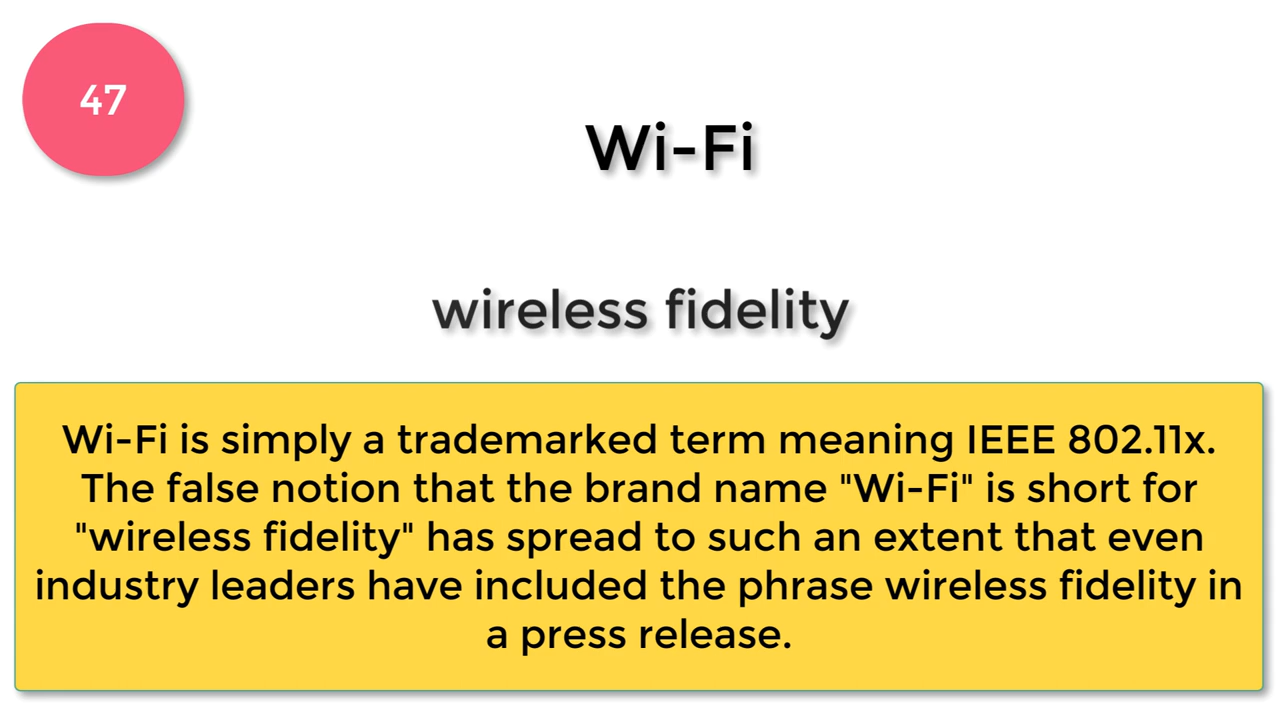 47
Wi-Fi
wireless fidelity
Wi-Fi is simply a trademarked term meaning IEEE 802.11x.
The false notion that the brand name "Wi-Fi" is short for
"wireless fidelity" has spread to such an extent that even
industry leaders have included the phrase wireless fidelity in
a press release.